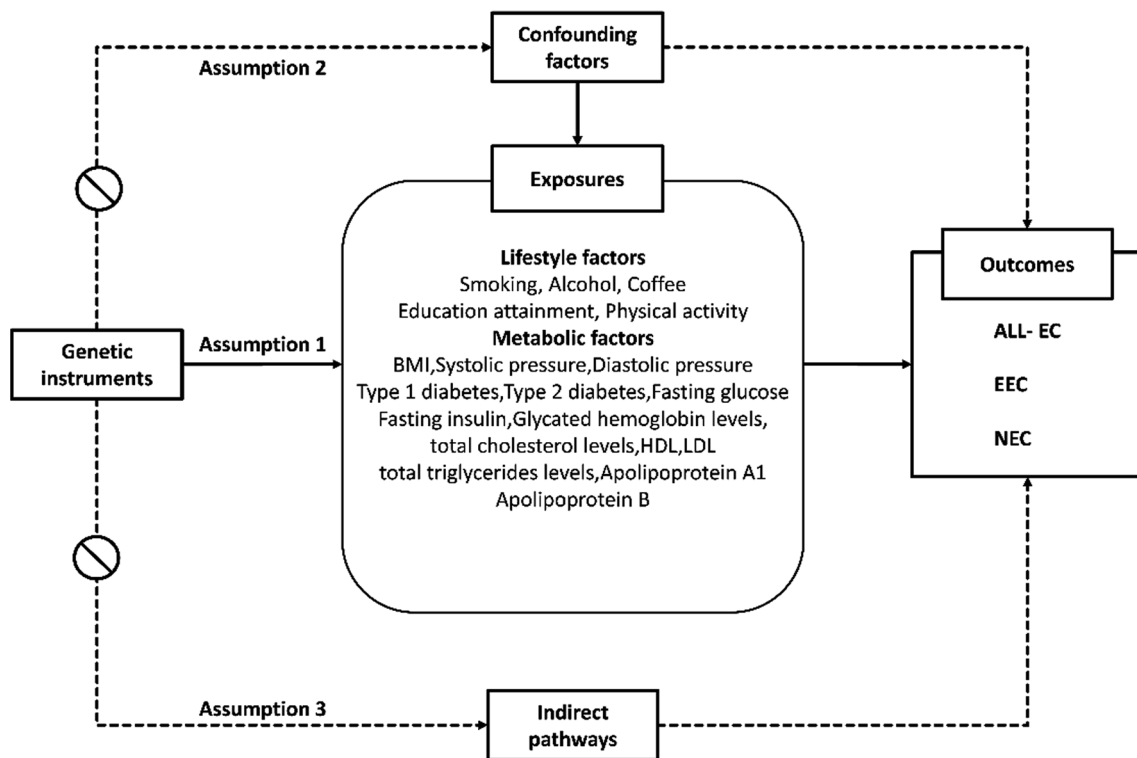 Confounding
factors
Assumption 2
Exposures
Lifestyle factors
Smoking, Alcohol, Coffee
Education attainment, Physical activity
Metabolic factors
BMI,Systolic pressure,Diastolic pressure
Type 1 diabetes,Type 2 diabetes,Fasting glucose
Fasting insulin,Glycated hemoglobin levels,
total cholesterol levels,HDL,LDL
total triglycerides levels,Apolipoprotein A1
Apolipoprotein B
Genetic
instruments
Assumption 1
Outcomes
ALL- EC
EEC
NEC
Assumption 3
Indirect
pathways